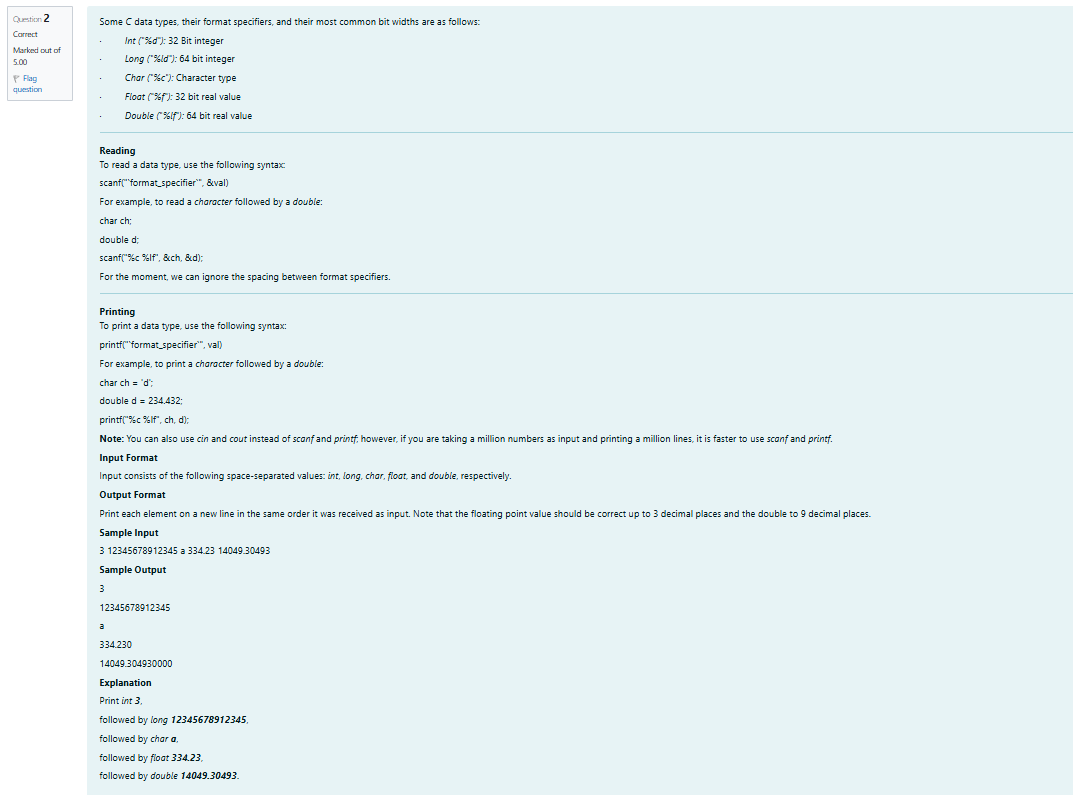 Question 2
Correct
Marked out of
5.00
Flag
question
Some C data types, their format specifiers, and their most common bit widths are as follows:
· Int ("%d"): 32 Bit integer
· Long ("%ld"): 64 bit integer
· Char ("%c"): Character type
· Float ("%f"): 32 bit real value
· Double ("%lf"): 64 bit real value
Reading
To read a data type, use the following syntax:
scanf("`format_specifier`", &val)
For example, to read a character followed by a double:
char ch;
double d;
scanf("%c %lf", &ch, &d);
For the moment, we can ignore the spacing between format specifiers.
Printing
To print a data type, use the following syntax:
printf("`format_specifier`", val)
For example, to print a character followed by a double:
char ch = 'd';
double d = 234.432;
printf("%c %lf", ch, d);
Note: You can also use cin and cout instead of scanf and printf; however, if you are taking a million numbers as input and printing a million lines, it is faster to use scanf and printf.
Input Format
Input consists of the following space-separated values: int, long, char, float, and double, respectively.
Output Format
Print each element on a new line in the same order it was received as input. Note that the floating point value should be correct up to 3 decimal places and the double to 9 decimal places.
Sample Input
3 12345678912345 a 334.23 14049.30493
Sample Output
3
12345678912345
a
334.230
14049.304930000
Explanation
Print int 3,
followed by long 12345678912345,
followed by char a,
followed by float 334.23,
followed by double 14049.30493.